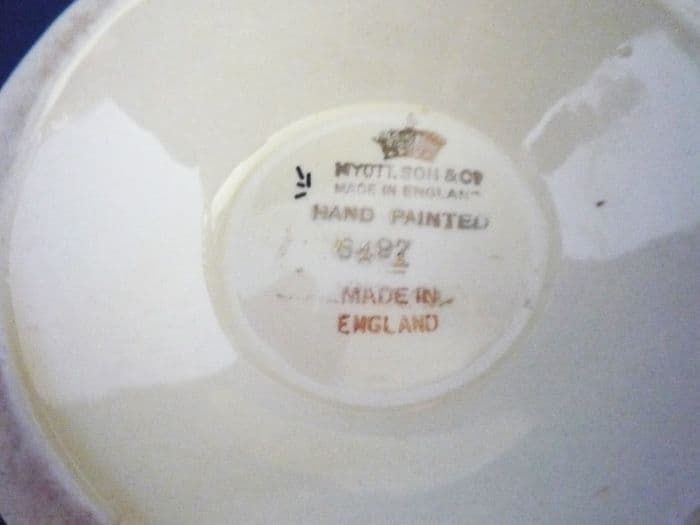 MYOTT, SON & CO
MADE IN ENGLAND
HAND PAINTED
MADE IN
ENGLAND